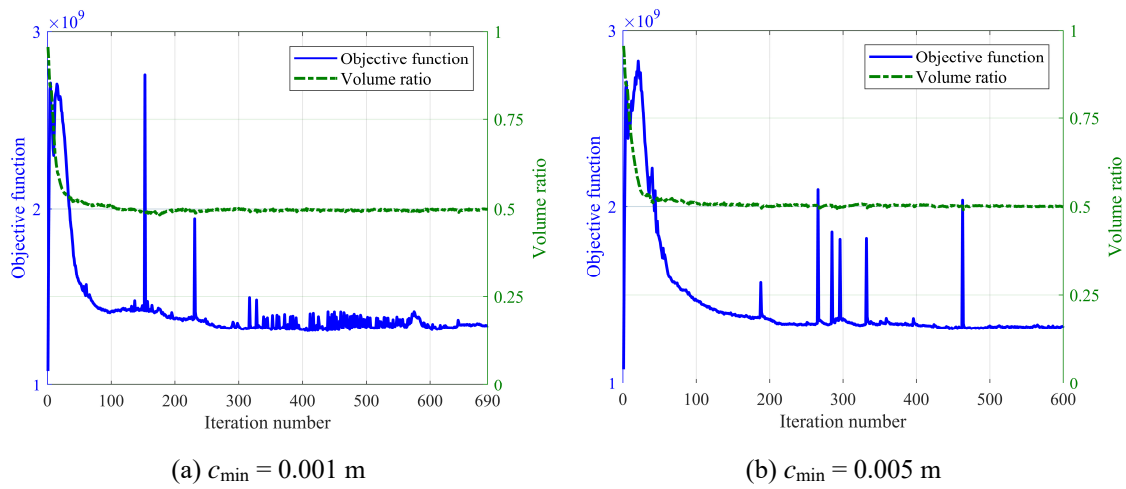 ×10⁹
3
2
1
Objective function
Objective function
Volume ratio
1
0.75
0.5
0.25
0
Volume ratio
0 100 200 300 400 500 600 690
Iteration number
(a) cmin = 0.001 m
×10⁹
3
2
1
Objective function
Objective function
Volume ratio
1
0.75
0.5
0.25
0
Volume ratio
0 100 200 300 400 500 600
Iteration number
(b) cmin = 0.005 m